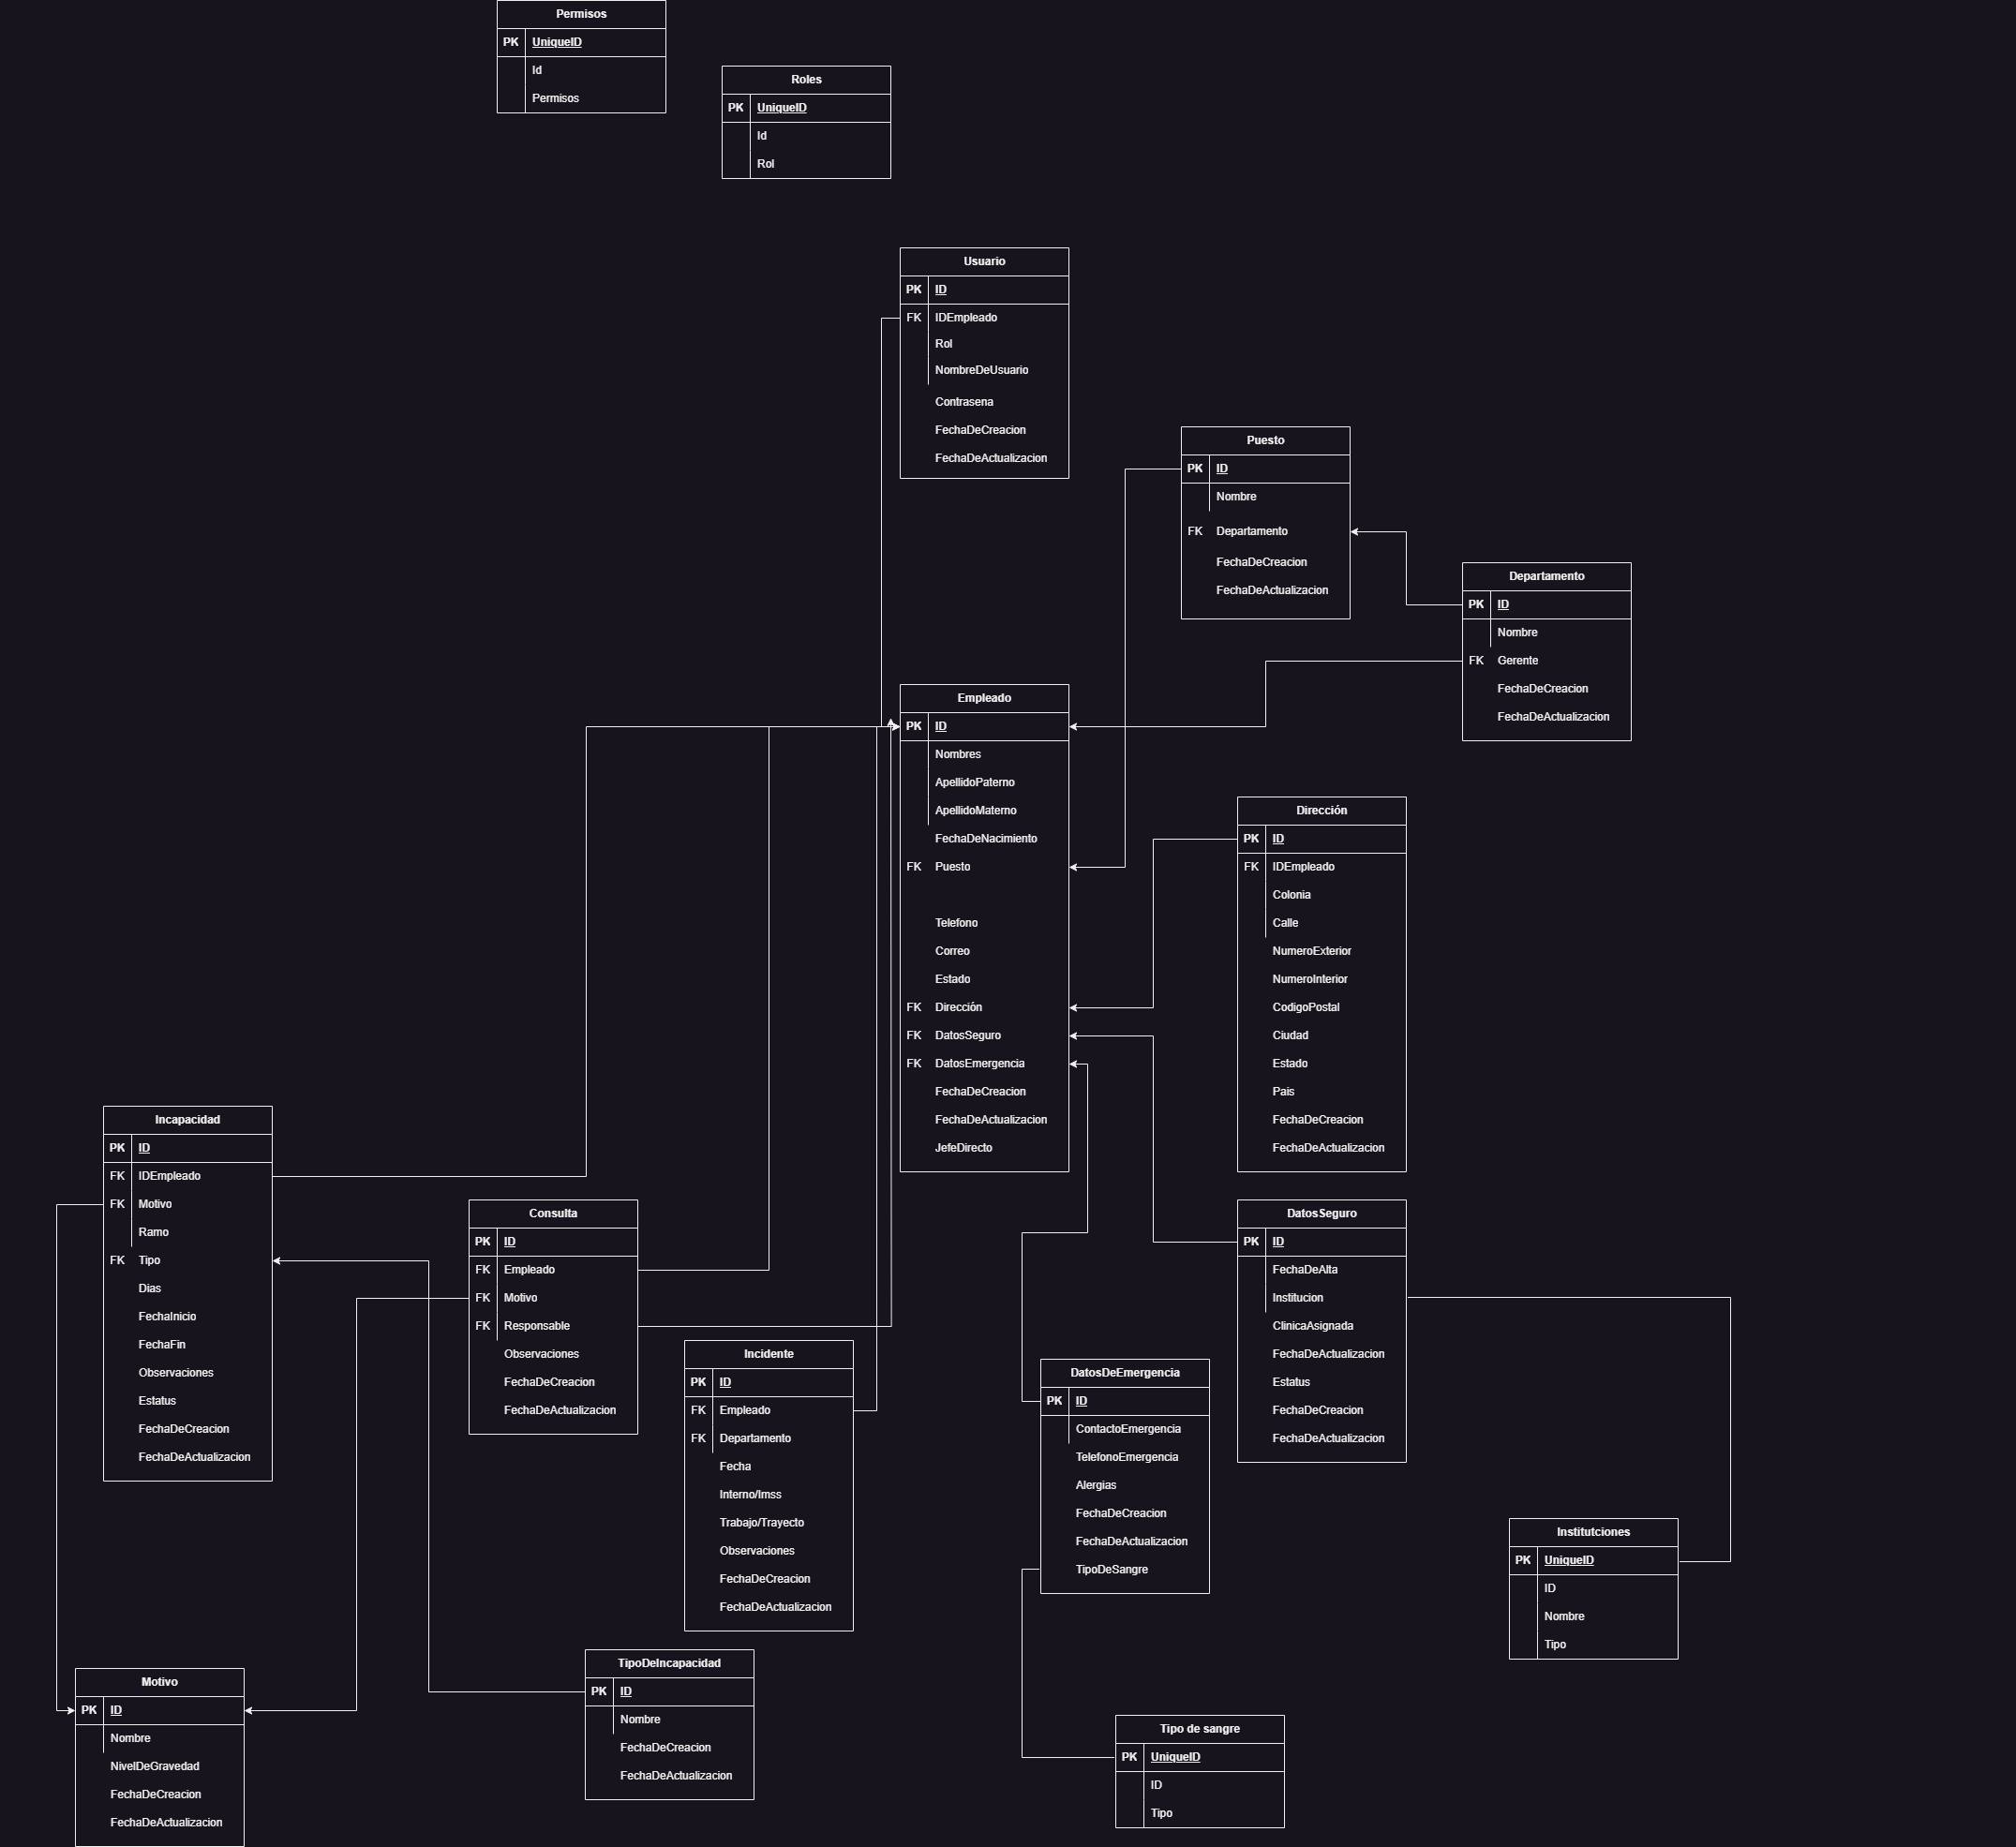 Permisos
PK UniqueID
Id
Permisos
Roles
PK UniqueID
Id
Rol
Usuario
PK ID
FK IDEmpleado
Rol
NombreDeUsuario
Contrasena
FechaDeCreacion
FechaDeActualizacion
Puesto
PK ID
Nombre
FK Departamento
FechaDeCreacion
FechaDeActualizacion
Departamento
PK ID
Nombre
FK Gerente
FechaDeCreacion
FechaDeActualizacion
Empleado
PK ID
Nombres
ApellidoPaterno
ApellidoMaterno
FechaDeNacimiento
FK Puesto
Telefono
Correo
Estado
FK Dirección
FK DatosSeguro
FK DatosEmergencia
FechaDeCreacion
FechaDeActualizacion
JefeDirecto
Dirección
PK ID
FK IDEmpleado
Colonia
Calle
NumeroExterior
NumeroInterior
CodigoPostal
Ciudad
Estado
Pais
FechaDeCreacion
FechaDeActualizacion
Incapacidad
PK ID
FK IDEmpleado
FK Motivo
Ramo
FK Tipo
Dias
FechaInicio
FechaFin
Observaciones
Estatus
FechaDeCreacion
FechaDeActualizacion
Consulta
PK ID
FK Empleado
FK Motivo
FK Responsable
Observaciones
FechaDeCreacion
FechaDeActualizacion
DatosSeguro
PK ID
FechaDeAlta
Institucion
ClinicaAsignada
FechaDeActualizacion
Estatus
FechaDeCreacion
FechaDeActualizacion
Incidente
PK ID
FK Empleado
FK Departamento
Fecha
Interno/Imss
Trabajo/Trayecto
Observaciones
FechaDeCreacion
FechaDeActualizacion
DatosDeEmergencia
PK ID
ContactoEmergencia
TelefonoEmergencia
Alergias
FechaDeCreacion
FechaDeActualizacion
TipoDeSangre
Institutciones
PK UniqueID
ID
Nombre
Tipo
Motivo
PK ID
Nombre
NivelDeGravedad
FechaDeCreacion
FechaDeActualizacion
TipoDeIncapacidad
PK ID
Nombre
FechaDeCreacion
FechaDeActualizacion
Tipo de sangre
PK UniqueID
ID
Tipo